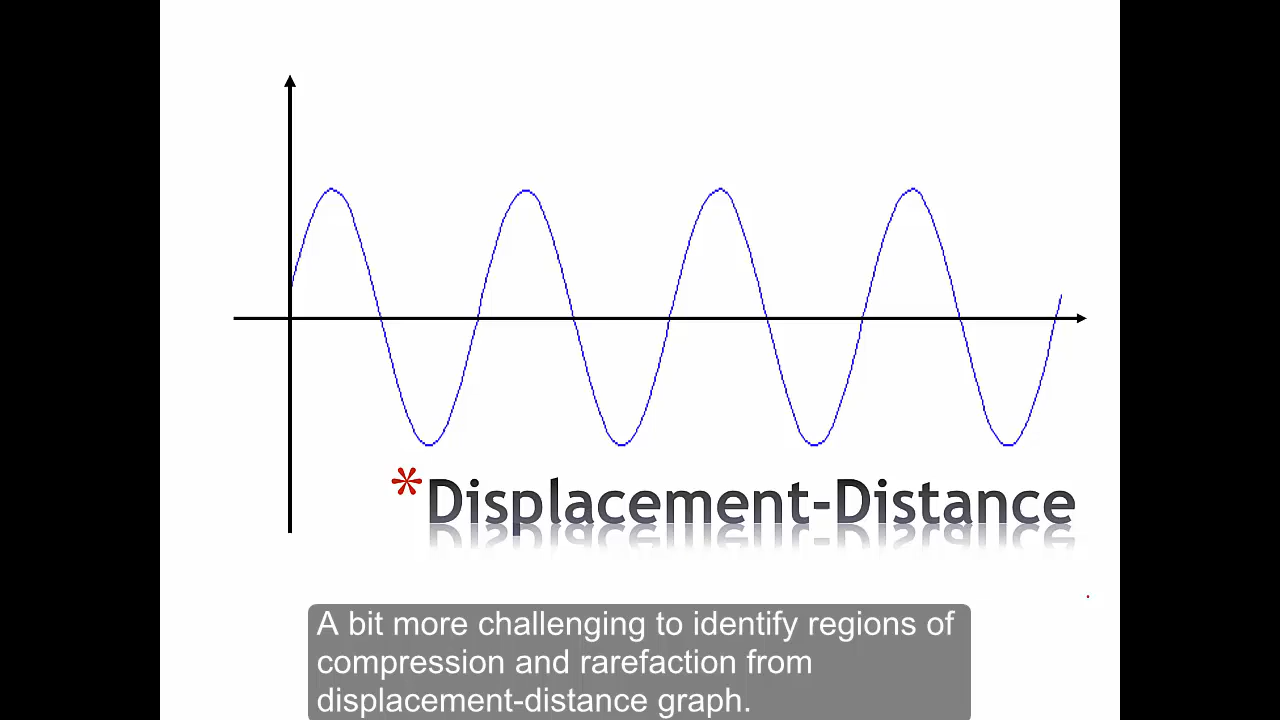 *Displacement-Distance
A bit more challenging to identify regions of
compression and rarefaction from
displacement-distance graph.